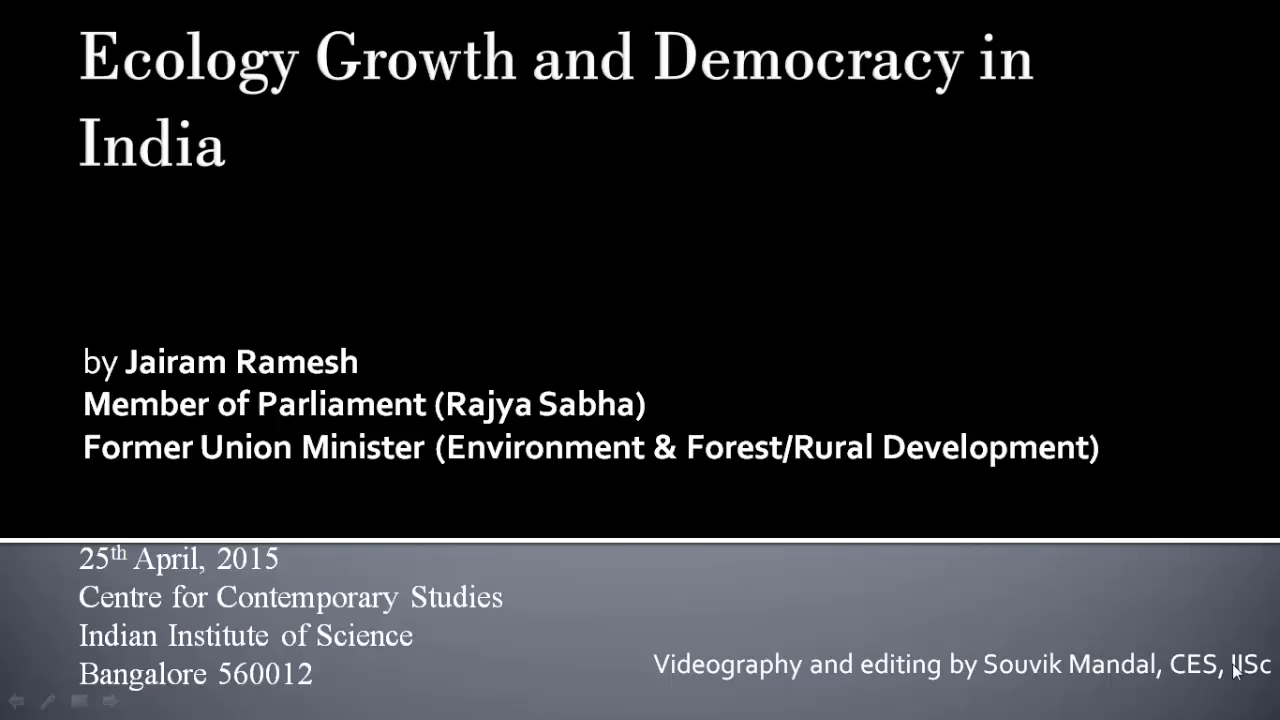 Ecology Growth and Democracy in
India
by Jairam Ramesh
Member of Parliament (Rajya Sabha)
Former Union Minister (Environment & Forest/Rural Development)
25th April, 2015
Centre for Contemporary Studies
Indian Institute of Science
Bangalore 560012
Videography and editing by Souvik Mandal, CES, IISc